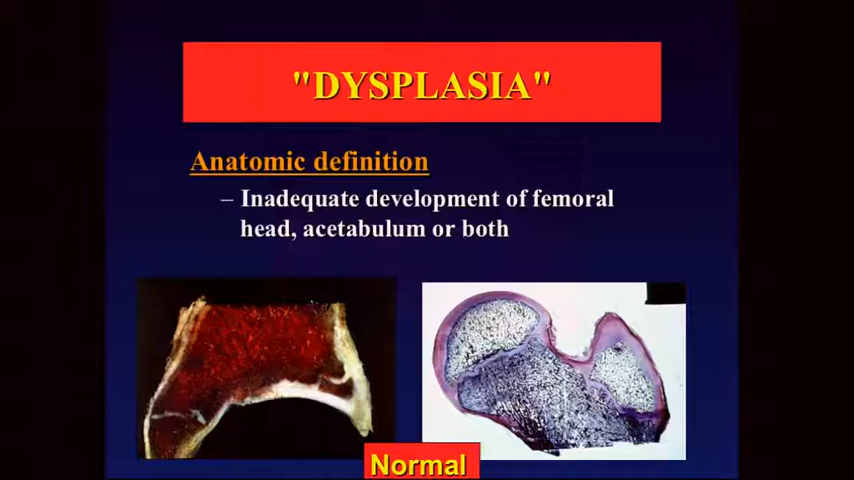 "DYSPLASIA"
Anatomic definition
– Inadequate development of femoral
head, acetabulum or both
Normal